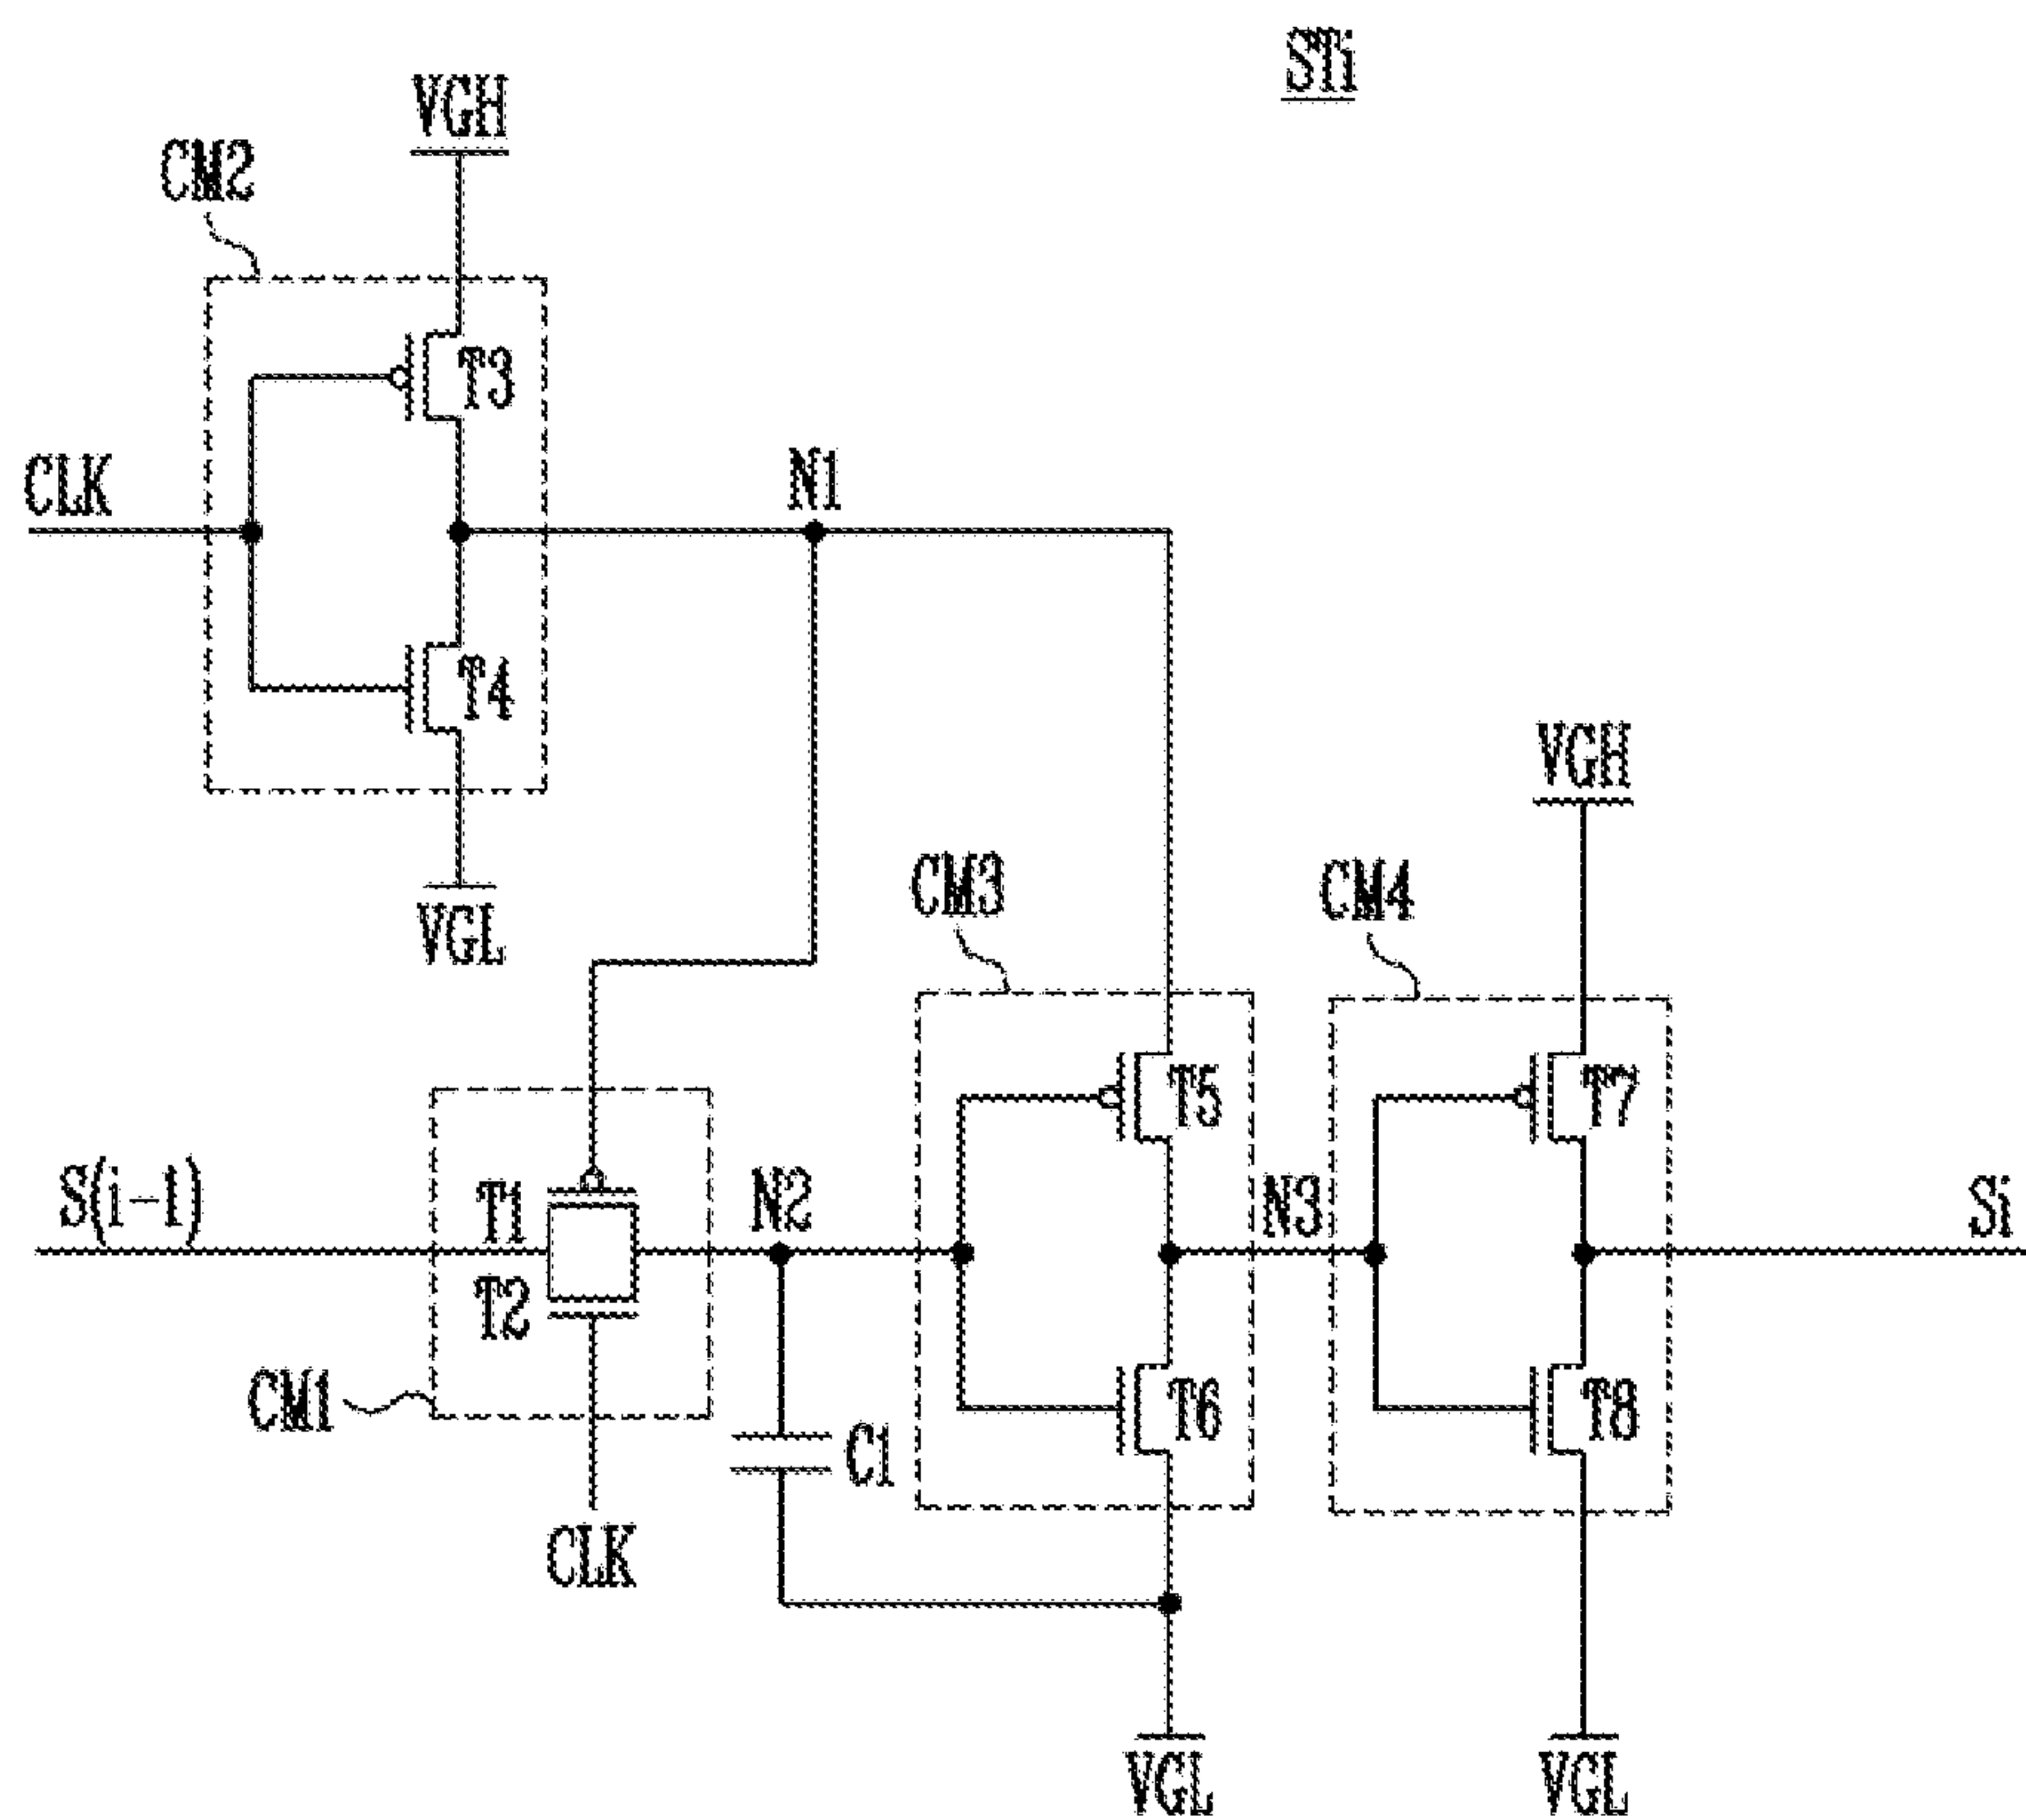 STi
VGH
CM2
T3
CLK
N1
T4
VGH
VGL
CM3
CM4
T5
T7
S(i-1)
T1
N2
N3
Si
T2
CM1
T6
T8
C1
CLK
VGL
VGL